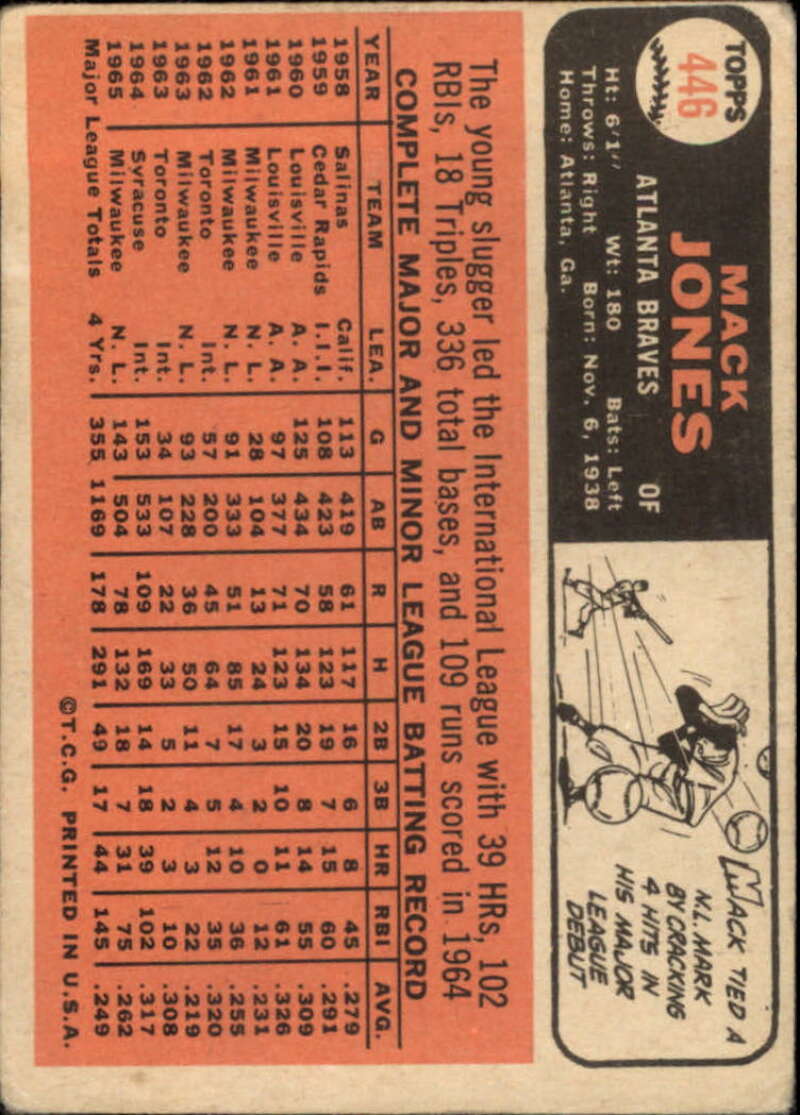 TOPPS
446
MACK
JONES
ATLANTA BRAVES OF
Ht: 6'1" Wt: 180 Bats: Left
Throws: Right Born: Nov. 6, 1938
Home: Atlanta, Ga.
MACK TIED A
N.L. MARK
BY CRACKING
4 HITS IN
HIS MAJOR
LEAGUE
DEBUT
The young slugger led the International League with 39 HRs, 102
RBIs, 18 Triples, 336 total bases, and 109 runs scored in 1964
COMPLETE MAJOR AND MINOR LEAGUE BATTING RECORD
YEAR TEAM LEA. G AB R H 2B 3B HR RBI AVG.
1958 Salinas Calif. 113 419 61 117 16 6 8 45 .279
1959 Cedar Rapids I.I.I. 108 423 58 123 19 7 15 60 .291
1960 Louisville A. A. 125 434 70 134 20 8 14 55 .309
1961 Louisville A. A. 97 377 71 123 15 10 11 61 .326
1961 Milwaukee N. L. 28 104 13 24 3 2 0 12 .231
1962 Milwaukee N. L. 91 333 51 85 17 4 10 36 .255
1962 Toronto Int. 57 200 45 64 7 5 12 35 .320
1963 Milwaukee N. L. 93 228 36 50 11 4 3 22 .219
1963 Toronto Int. 34 107 22 33 5 2 3 10 .308
1964 Syracuse Int. 153 533 109 169 14 18 39 102 .317
1965 Milwaukee N. L. 143 504 78 132 18 7 31 75 .262
Major League Totals 4 Yrs. 355 1169 178 291 49 17 44 145 .249
©T.C.G. PRINTED IN U.S.A.